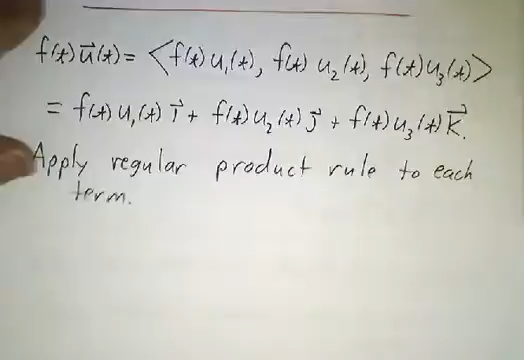 f(t) u⃗(t) = ⟨f(t) u₁(t), f(t) u₂(t), f(t) u₃(t)⟩
= f(t) u₁(t) i⃗ + f(t) u₂(t) j⃗ + f(t) u₃(t) k⃗.
Apply regular product rule to each
term.